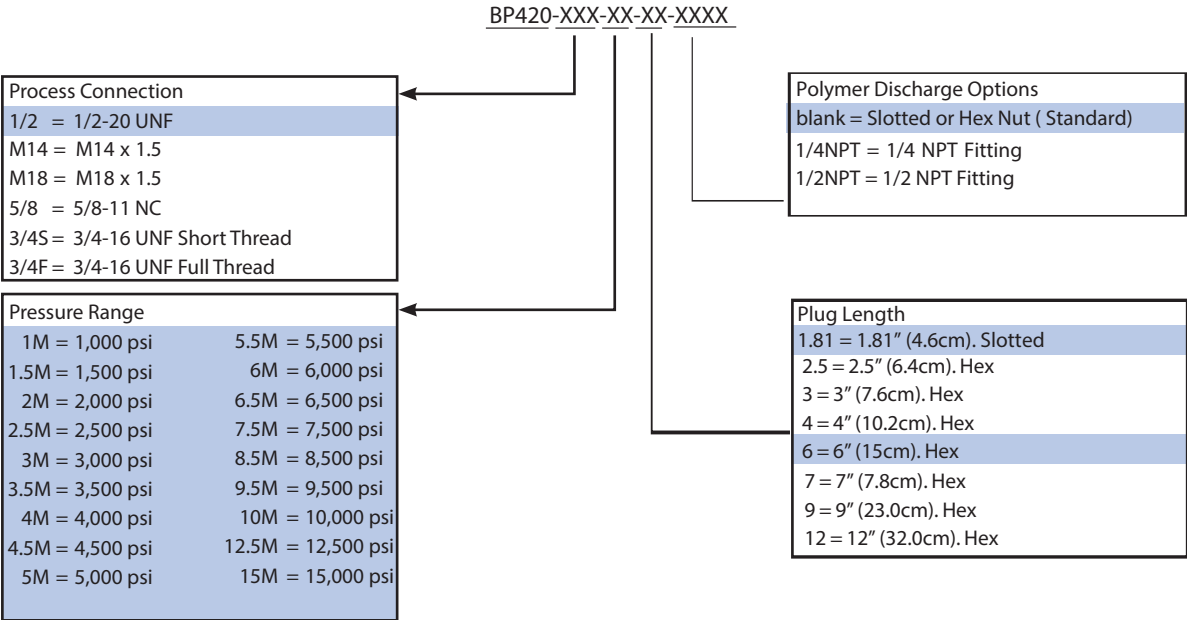 BP420-XXX-XX-XX-XXXX
Process Connection
1/2 = 1/2-20 UNF
M14 = M14 x 1.5
M18 = M18 x 1.5
5/8 = 5/8-11 NC
3/4S = 3/4-16 UNF Short Thread
3/4F = 3/4-16 UNF Full Thread
Pressure Range
1M = 1,000 psi
1.5M = 1,500 psi
2M = 2,000 psi
2.5M = 2,500 psi
3M = 3,000 psi
3.5M = 3,500 psi
4M = 4,000 psi
4.5M = 4,500 psi
5M = 5,000 psi
5.5M = 5,500 psi
6M = 6,000 psi
6.5M = 6,500 psi
7.5M = 7,500 psi
8.5M = 8,500 psi
9.5M = 9,500 psi
10M = 10,000 psi
12.5M = 12,500 psi
15M = 15,000 psi
Polymer Discharge Options
blank = Slotted or Hex Nut ( Standard)
1/4NPT = 1/4 NPT Fitting
1/2NPT = 1/2 NPT Fitting
Plug Length
1.81 = 1.81” (4.6cm). Slotted
2.5 = 2.5” (6.4cm). Hex
3 = 3” (7.6cm). Hex
4 = 4” (10.2cm). Hex
6 = 6” (15cm). Hex
7 = 7” (7.8cm). Hex
9 = 9” (23.0cm). Hex
12 = 12” (32.0cm). Hex